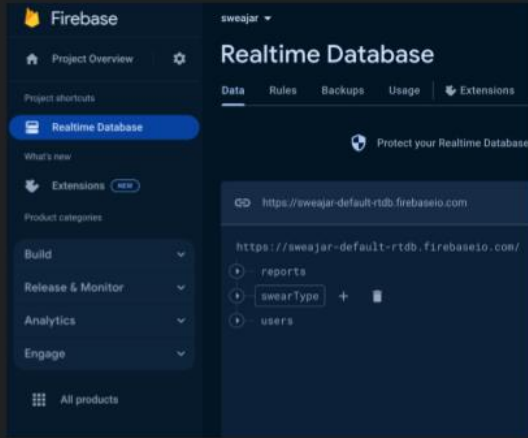 Firebase
sweajar
Project Overview
Realtime Database
Data Rules Backups Usage Extensions
Project shortcuts
Realtime Database
What's new
Extensions NEW
Product categories
Build
Release & Monitor
Analytics
Engage
All products
Protect your Realtime Database
https://sweajar-default-rtdb.firebaseio.com
https://sweajar-default-rtdb.firebaseio.com/
reports
swearType
users